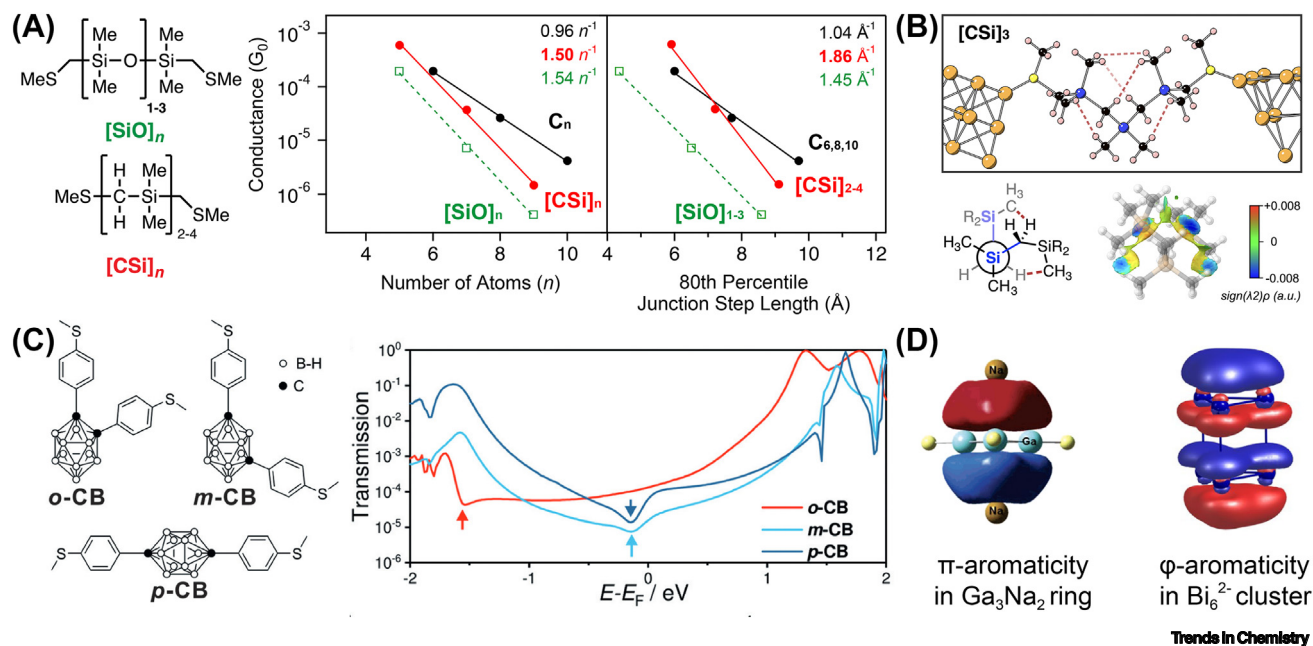 (A)
Me
Me
Me
Me
MeS
Si
O
Si
SMe
1-3
[SiO]n
H
Me
MeS
C
Si
SMe
H
Me
2-4
[CSi]n
Conductance (G₀)
10⁻³
10⁻⁴
10⁻⁵
10⁻⁶
0.96 n⁻¹
1.50 n⁻¹
1.54 n⁻¹
Cn
[SiO]n
[CSi]n
4 6 8 10
Number of Atoms (n)
1.04 Å⁻¹
1.86 Å⁻¹
1.45 Å⁻¹
C6,8,10
[CSi]2-4
[SiO]1-3
4 6 8 10 12
80th Percentile
Junction Step Length (Å)
(B)
[CSi]3
CH₃
Si
C
R₂
H
H
H₃C
Si
SiR₂
H
H
CH₃
CH₃
+0.008
0
-0.008
sign(λ2)ρ (a.u.)
(C)
S
S
o-CB
S
S
m-CB
B-H
C
S
S
p-CB
Transmission
10⁰
10⁻¹
10⁻²
10⁻³
10⁻⁴
10⁻⁵
10⁻⁶
o-CB
m-CB
p-CB
-2 -1 0 1 2
E-EF / eV
(D)
Na
Ga
Na
π-aromaticity
in Ga₃Na₂ ring
φ-aromaticity
in Bi₆²⁻ cluster
Trends in Chemistry